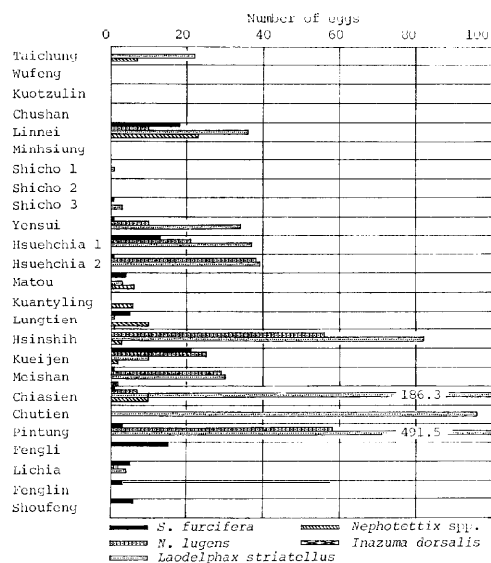 Number of eggs
0 20 40 60 80 100
Taichung
Wufeng
Kuotzulin
Chushan
Linnei
Minhsiung
Shicho 1
Shicho 2
Shicho 3
Yensui
Hsuehchia 1
Hsuehchia 2
Matou
Kuantyling
Lungtien
Hsinshih
Kueijen
Meishan
Chiasien 186.3
Chutien
Pintung 491.5
Fengli
Lichia
Fenglin
Shoufeng
S. furcifera Nephotettix spp.
N. lugens Inazuma dorsalis
Laodelphax striatellus